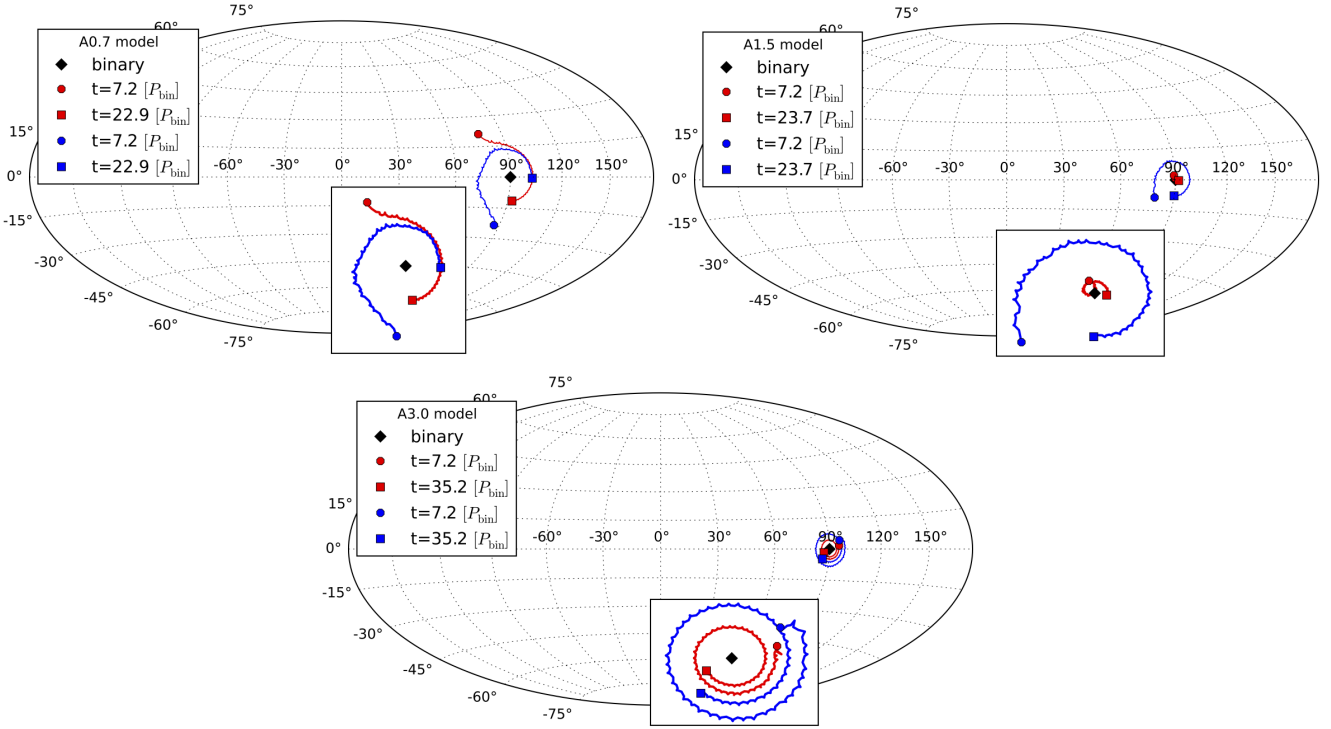 75°
60°
A0.7 model
binary
t=7.2 [P_bin]
t=22.9 [P_bin]
t=7.2 [P_bin]
t=22.9 [P_bin]
15°
0°
-15°
-30°
-45°
-60°
-75°
-60° -30° 0° 30° 60° 90° 120° 150°
75°
A1.5 model
binary
t=7.2 [P_bin]
t=23.7 [P_bin]
t=7.2 [P_bin]
t=23.7 [P_bin]
15°
0°
-15°
-30°
-45°
-60°
-75°
-60° -30° 0° 30° 60° 90° 120° 150°
75°
60°
A3.0 model
binary
t=7.2 [P_bin]
t=35.2 [P_bin]
t=7.2 [P_bin]
t=35.2 [P_bin]
15°
0°
-15°
-30°
-45°
-60°
-75°
-60° -30° 0° 30° 60° 90° 120° 150°